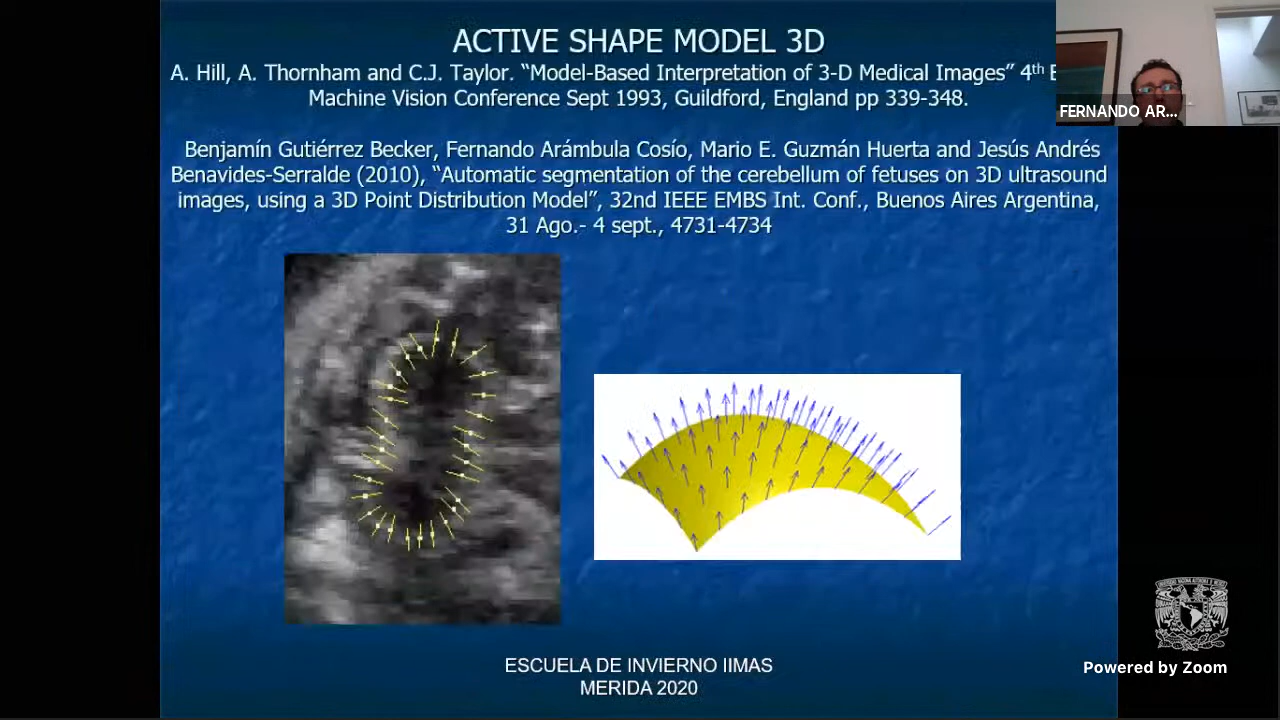 ACTIVE SHAPE MODEL 3D
A. Hill, A. Thornham and C.J. Taylor. “Model-Based Interpretation of 3-D Medical Images” 4th
Machine Vision Conference Sept 1993, Guildford, England pp 339-348.
FERNANDO AR...
Benjamín Gutiérrez Becker, Fernando Arámbula Cosío, Mario E. Guzmán Huerta and Jesús Andrés
Benavides-Serralde (2010), “Automatic segmentation of the cerebellum of fetuses on 3D ultrasound
images, using a 3D Point Distribution Model”, 32nd IEEE EMBS Int. Conf., Buenos Aires Argentina,
31 Ago.- 4 sept., 4731-4734
ESCUELA DE INVIERNO IIMAS
MERIDA 2020
Powered by Zoom